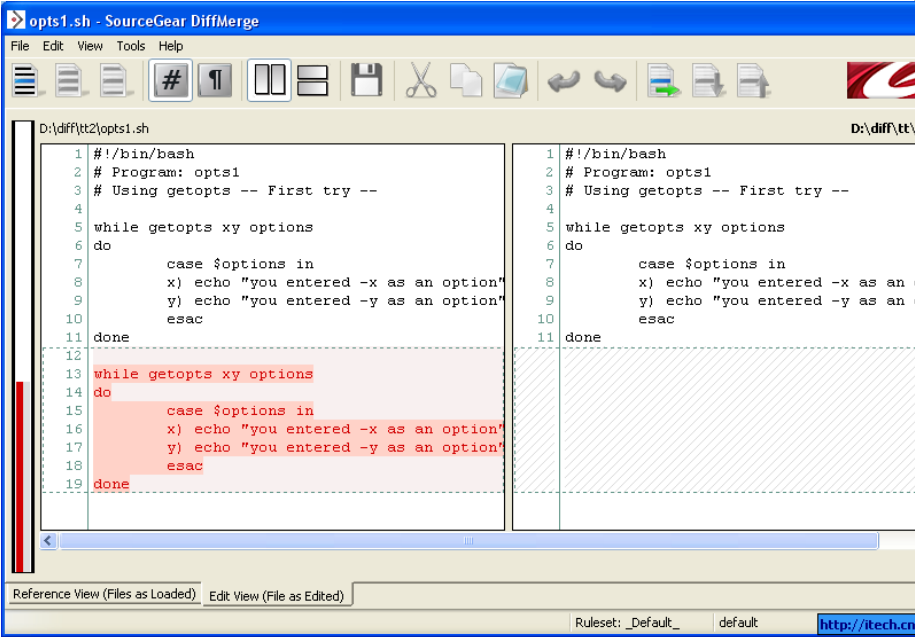 opts1.sh - SourceGear DiffMerge
File Edit View Tools Help
# ¶
D:\diff\tt2\opts1.sh
D:\diff\tt\
1 #!/bin/bash
2 # Program: opts1
3 # Using getopts -- First try --
4
5 while getopts xy options
6 do
7 case $options in
8 x) echo "you entered -x as an option"
9 y) echo "you entered -y as an option"
10 esac
11 done
12
13 while getopts xy options
14 do
15 case $options in
16 x) echo "you entered -x as an option"
17 y) echo "you entered -y as an option"
18 esac
19 done
1 #!/bin/bash
2 # Program: opts1
3 # Using getopts -- First try --
4
5 while getopts xy options
6 do
7 case $options in
8 x) echo "you entered -x as an
9 y) echo "you entered -y as an
10 esac
11 done
Reference View (Files as Loaded) Edit View (File as Edited)
Ruleset: _Default_ default http://itech.cn